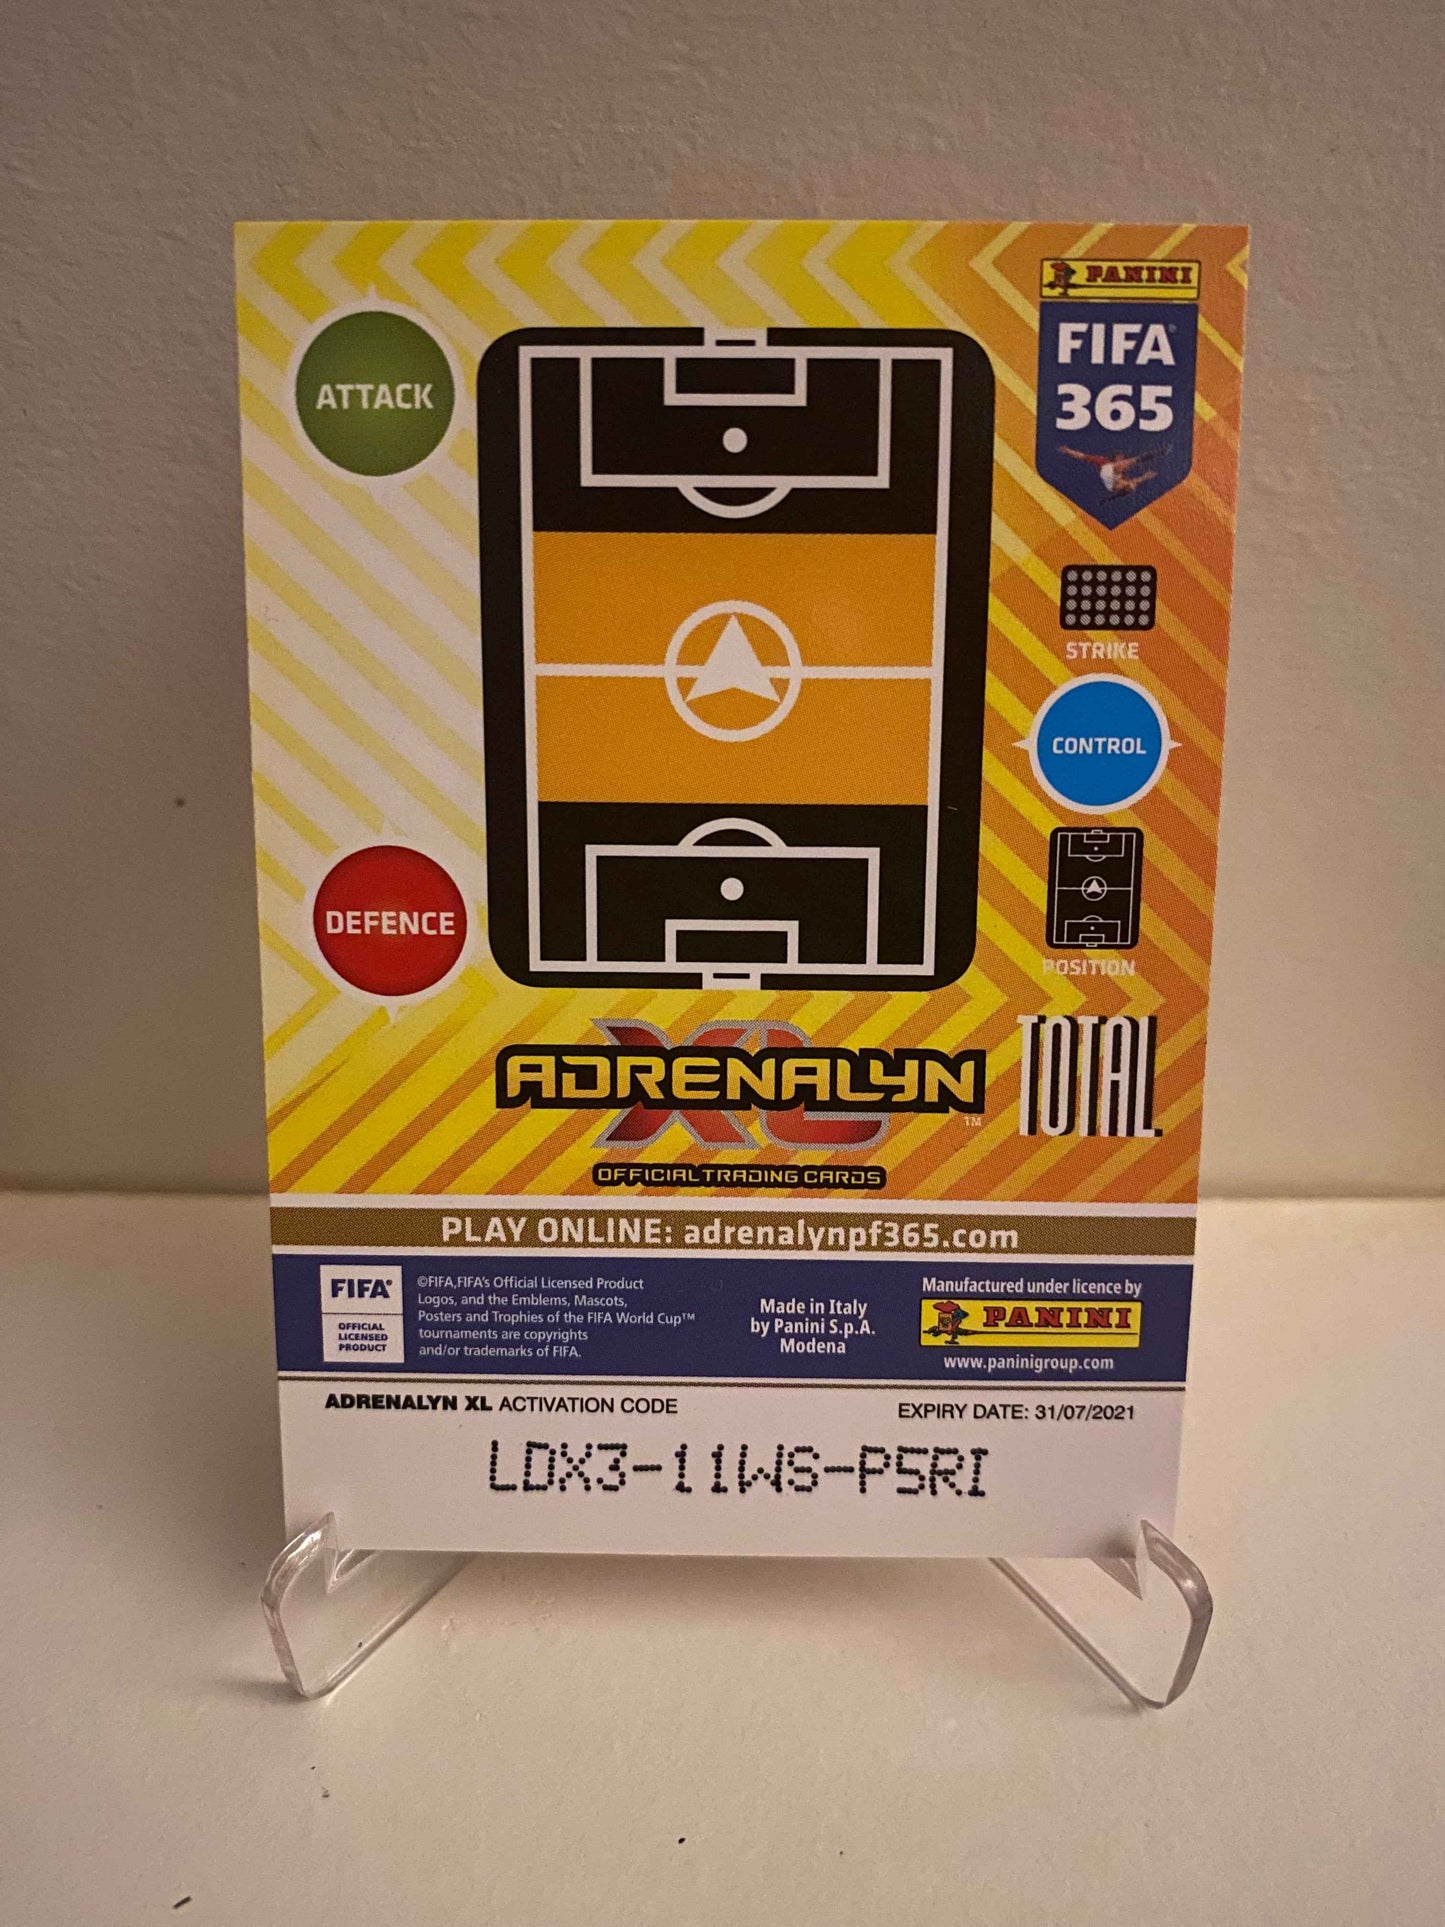 PANINI
FIFA
365
ATTACK
STRIKE
CONTROL
DEFENCE
POSITION
ADRENALYN
XL
TM
TOTAL
OFFICIAL TRADING CARDS
PLAY ONLINE: adrenalynpf365.com
FIFA®
OFFICIAL
LICENSED
PRODUCT
©FIFA,FIFA's Official Licensed Product
Logos, and the Emblems, Mascots,
Posters and Trophies of the FIFA World Cup™
tournaments are copyrights
and/or trademarks of FIFA.
Made in Italy
by Panini S.p.A.
Modena
Manufactured under licence by
PANINI
www.paninigroup.com
ADRENALYN XL ACTIVATION CODE
EXPIRY DATE: 31/07/2021
LDX3-11WS-P5RI